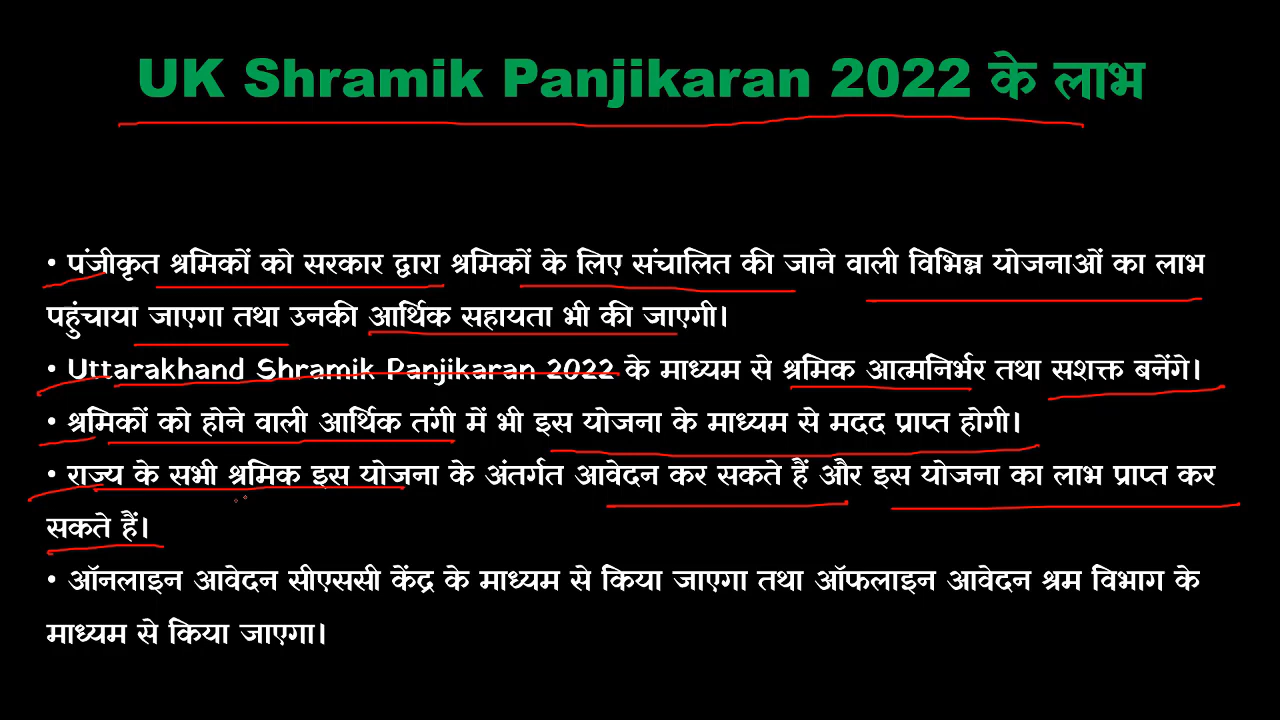 UK Shramik Panjikaran 2022 के लाभ
• पंजीकृत श्रमिकों को सरकार द्वारा श्रमिकों के लिए संचालित की जाने वाली विभिन्न योजनाओं का लाभ
पहुंचाया जाएगा तथा उनकी आर्थिक सहायता भी की जाएगी।
• Uttarakhand Shramik Panjikaran 2022 के माध्यम से श्रमिक आत्मनिर्भर तथा सशक्त बनेंगे।
• श्रमिकों को होने वाली आर्थिक तंगी में भी इस योजना के माध्यम से मदद प्राप्त होगी।
• राज्य के सभी श्रमिक इस योजना के अंतर्गत आवेदन कर सकते हैं और इस योजना का लाभ प्राप्त कर
सकते हैं।
• ऑनलाइन आवेदन सीएससी केंद्र के माध्यम से किया जाएगा तथा ऑफलाइन आवेदन श्रम विभाग के
माध्यम से किया जाएगा।